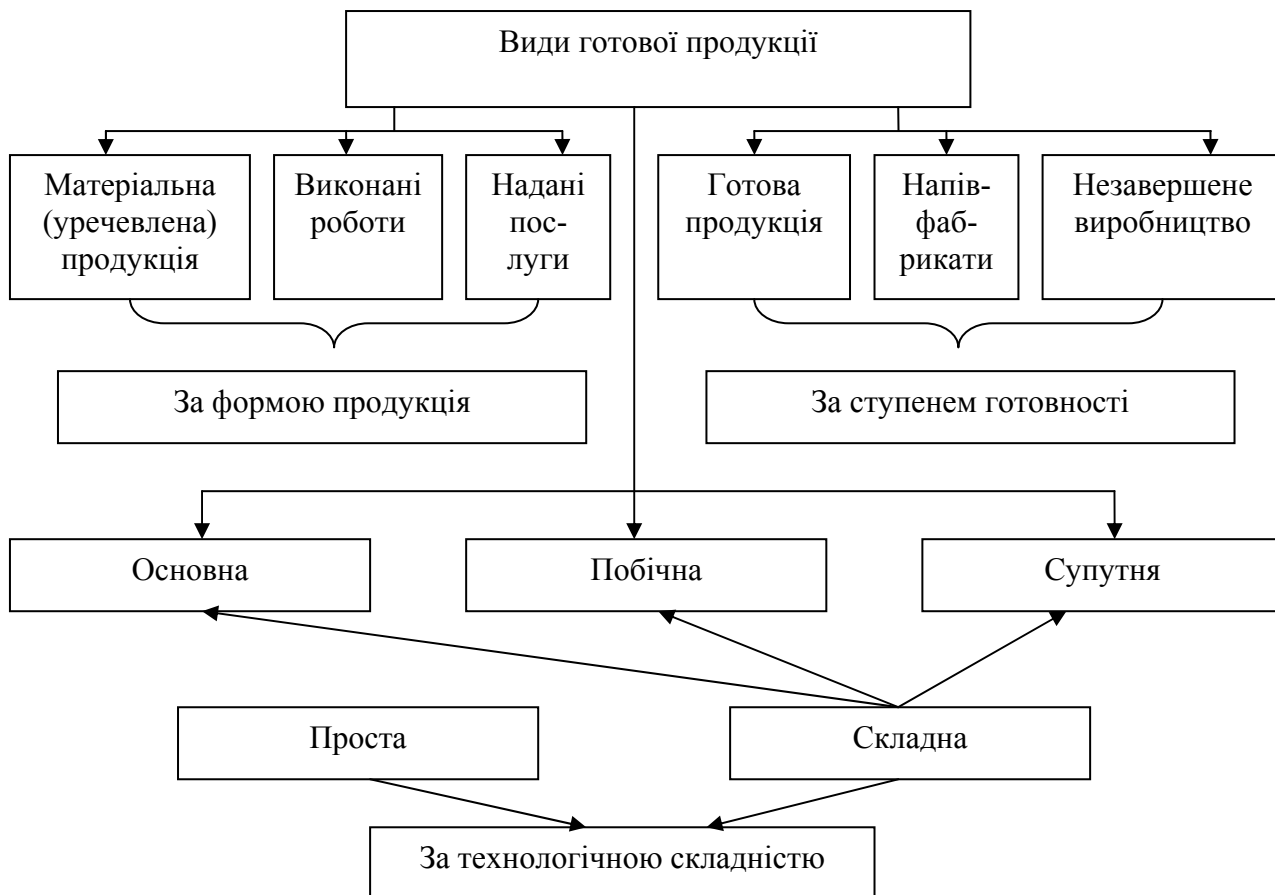 Види готової продукції
Матеріальна
(уречевлена)
продукція
Виконані
роботи
Надані
пос-
луги
Готова
продукція
Напів-
фаб-
рикати
Незавершене
виробництво
За формою продукція
За ступенем готовності
Основна
Побічна
Супутня
Проста
Складна
За технологічною складністю